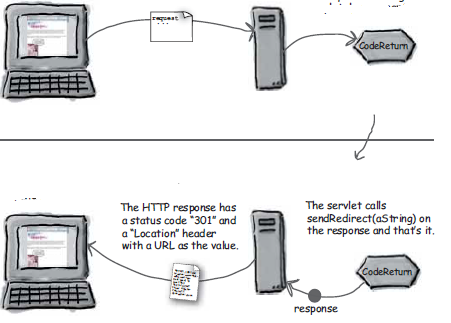 request
CodeReturn
The HTTP response has
a status code “301” and
a “Location” header
with a URL as the value.
The servlet calls
sendRedirect(aString) on
the response and that’s it.
CodeReturn
response